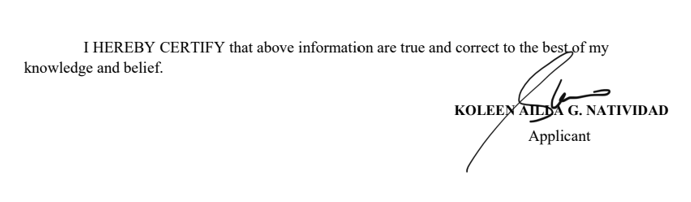 I HEREBY CERTIFY that above information are true and correct to the best of my
knowledge and belief.
KOLEEN AILLA G. NATIVIDAD
Applicant